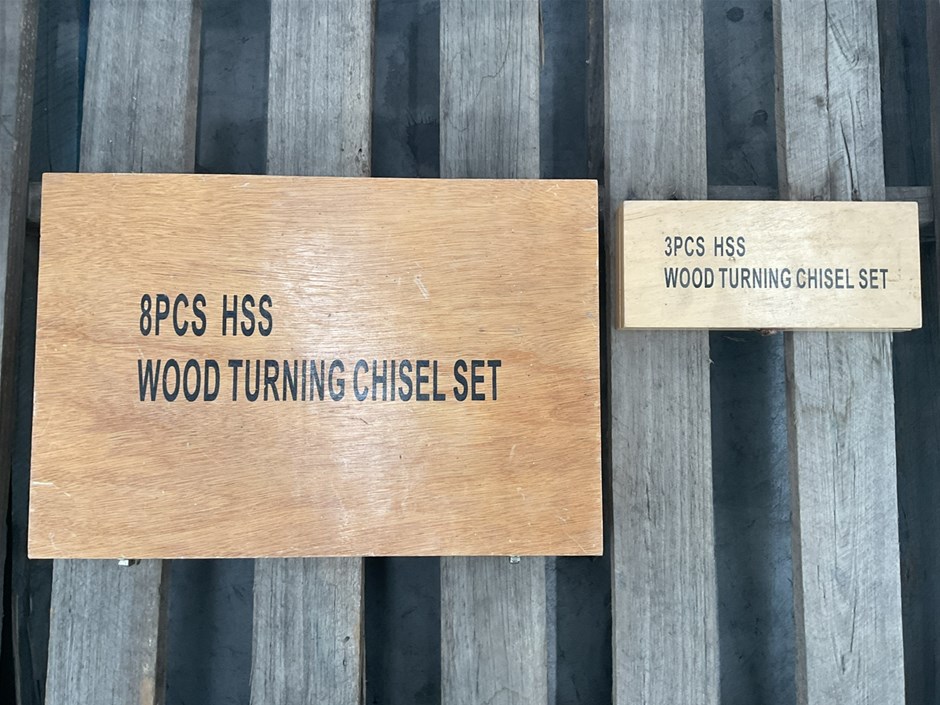 8PCS HSS
WOOD TURNING CHISEL SET
3PCS HSS
WOOD TURNING CHISEL SET